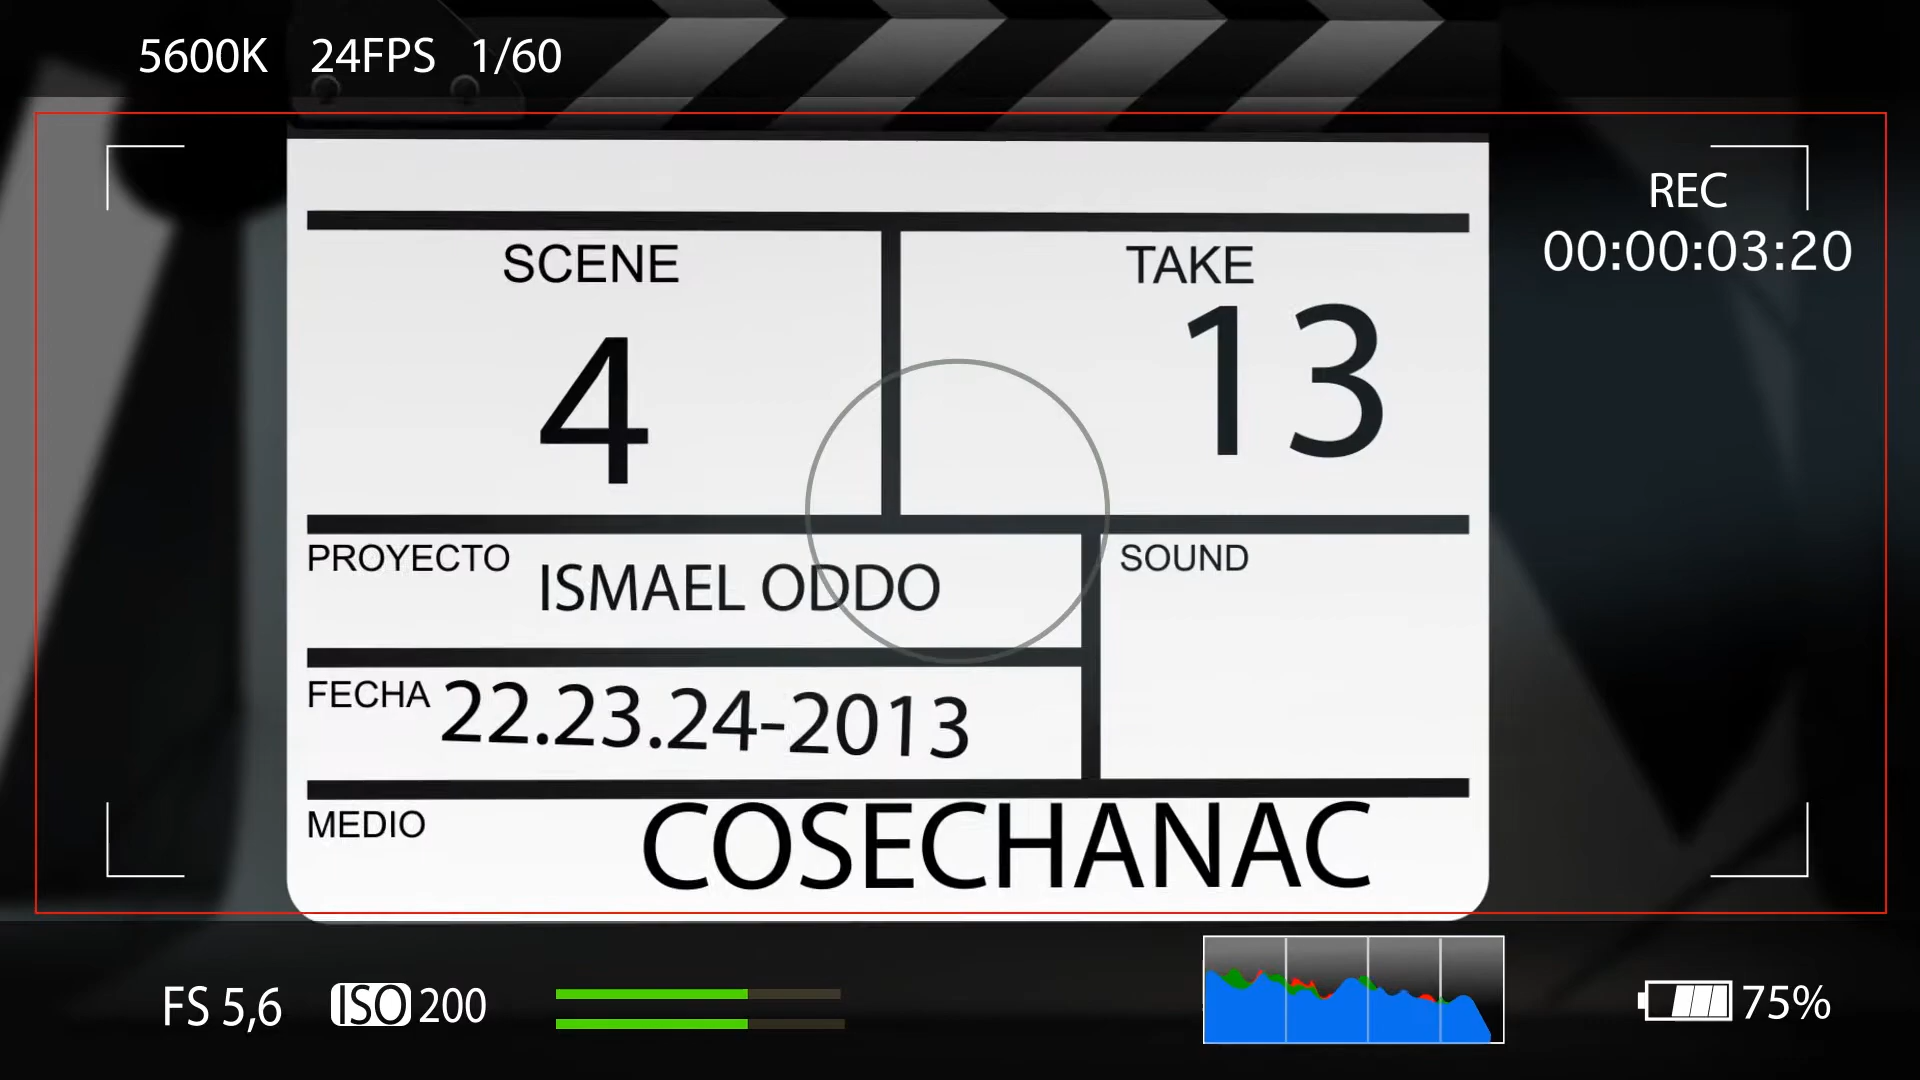 5600K 24FPS 1/60
REC
00:00:03:20
SCENE
4
TAKE
13
PROYECTO ISMAEL ODDO
SOUND
FECHA 22.23.24-2013
MEDIO COSECHANAC
FS 5,6 ISO 200
75%